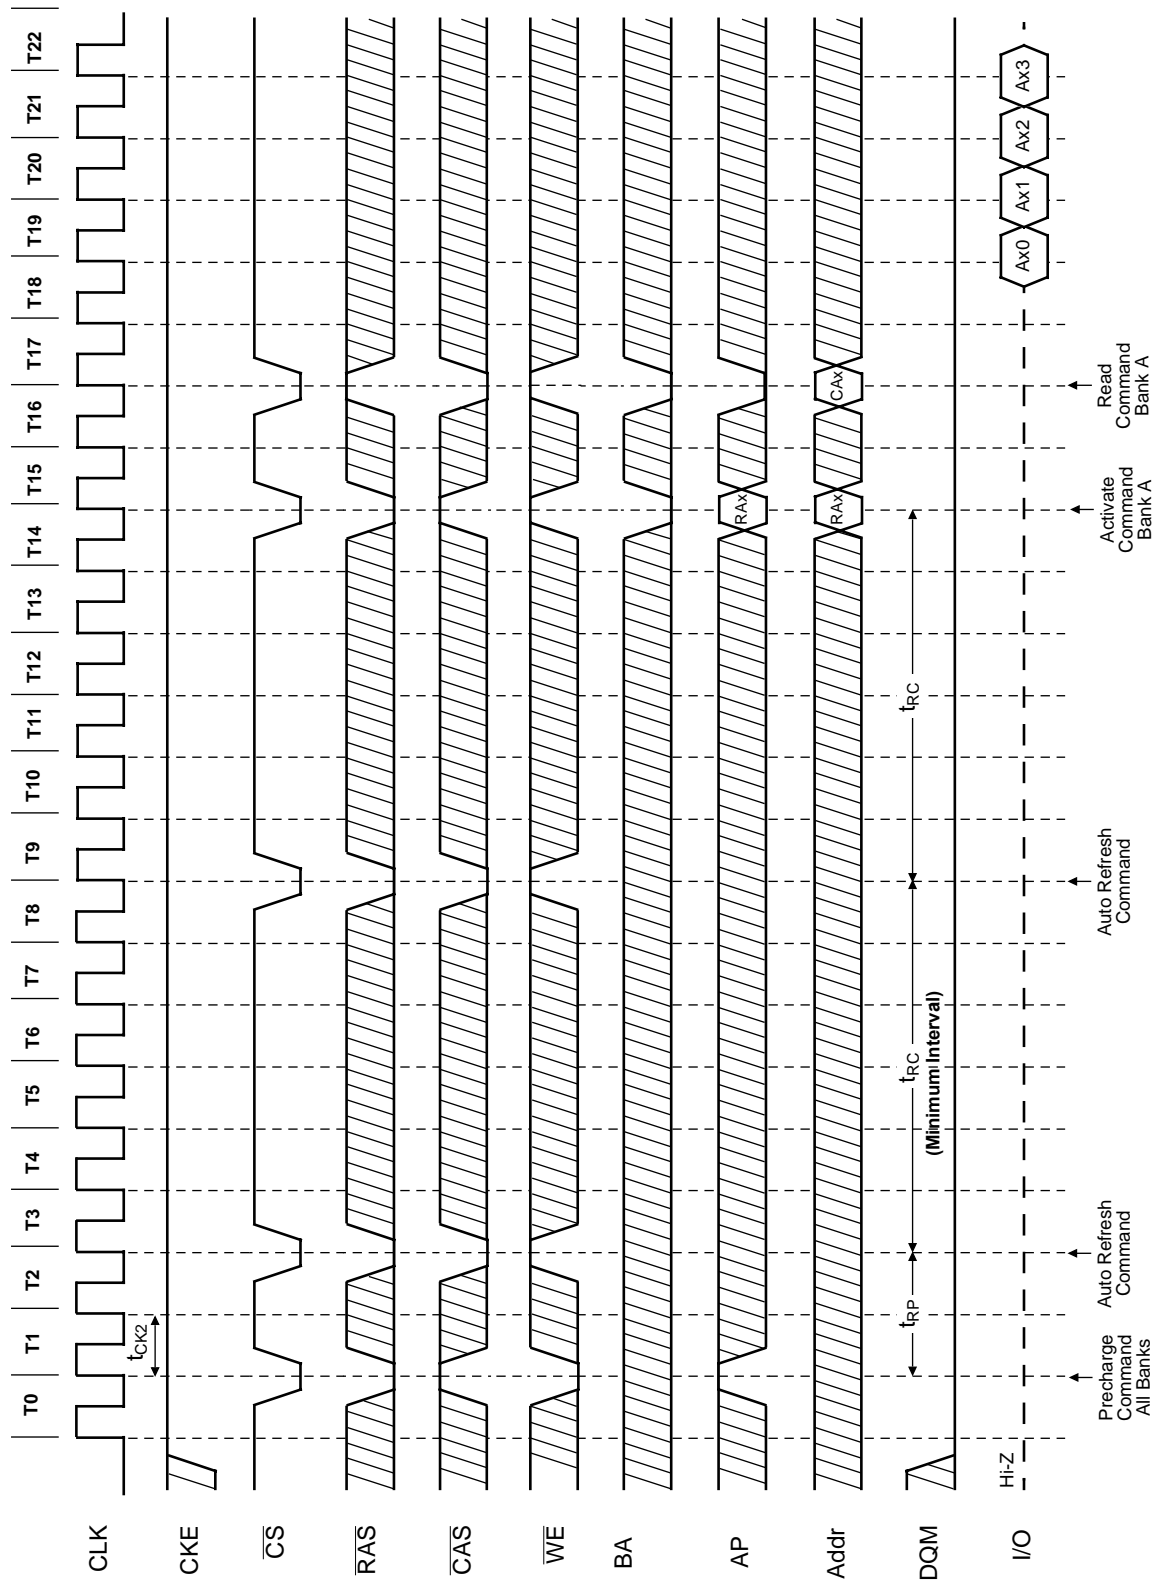 T0 T1 T2 T3 T4 T5 T6 T7 T8 T9 T10 T11 T12 T13 T14 T15 T16 T17 T18 T19 T20 T21 T22
CLK
tCK2
CKE
CS
RAS
CAS
WE
BA
AP
RAx
Addr
RAx CAx
tRP tRC tRC
(Minimum Interval)
DQM
Hi-Z
I/O
Ax0 Ax1 Ax2 Ax3
Precharge
Command
All Banks
Auto Refresh
Command
Auto Refresh
Command
Activate
Command
Bank A
Read
Command
Bank A